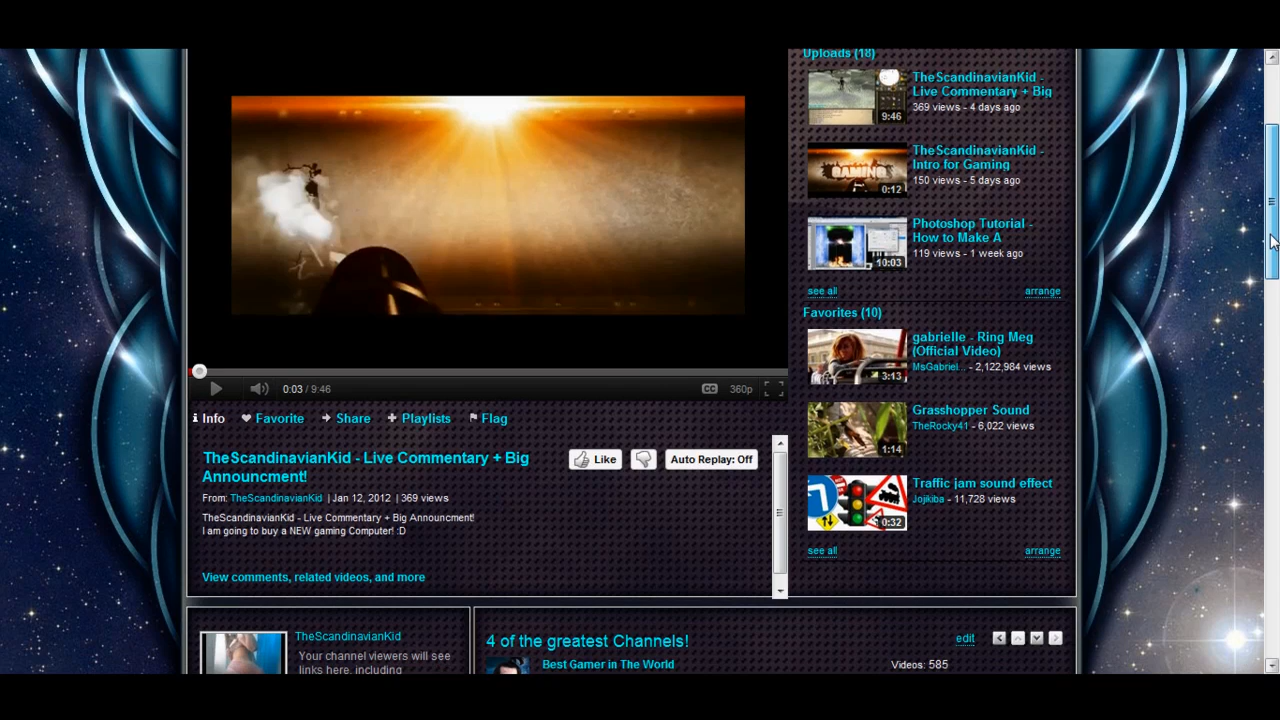 Uploads (18)
TheScandinavianKid -
Live Commentary + Big
369 views - 4 days ago
9:46
TheScandinavianKid -
Intro for Gaming
150 views - 5 days ago
GAMING
0:12
Photoshop Tutorial -
How to Make A
119 views - 1 week ago
10:03
see all
arrange
Favorites (10)
gabrielle - Ring Meg
(Official Video)
MsGabriel... - 2,122,984 views
3:13
Grasshopper Sound
TheRocky41 - 6,022 views
1:14
Traffic jam sound effect
Jojikiba - 11,728 views
0:32
see all
arrange
0:03 / 9:46
CC
360p
Info
Favorite
Share
Playlists
Flag
TheScandinavianKid - Live Commentary + Big
Announcment!
Like
Auto Replay: Off
From: TheScandinavianKid | Jan 12, 2012 | 369 views
TheScandinavianKid - Live Commentary + Big Announcment!
I am going to buy a NEW gaming Computer! :D
View comments, related videos, and more
TheScandinavianKid
Your channel viewers will see
links here, including
4 of the greatest Channels!
edit
Best Gamer in The World
Videos: 585